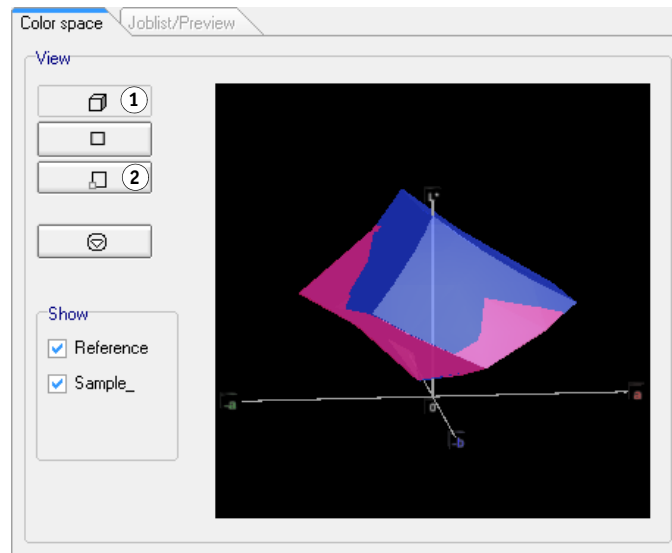 Color space
Joblist/Preview
View
1
2
Show
Reference
Sample_
L*
-a
0
a
-b